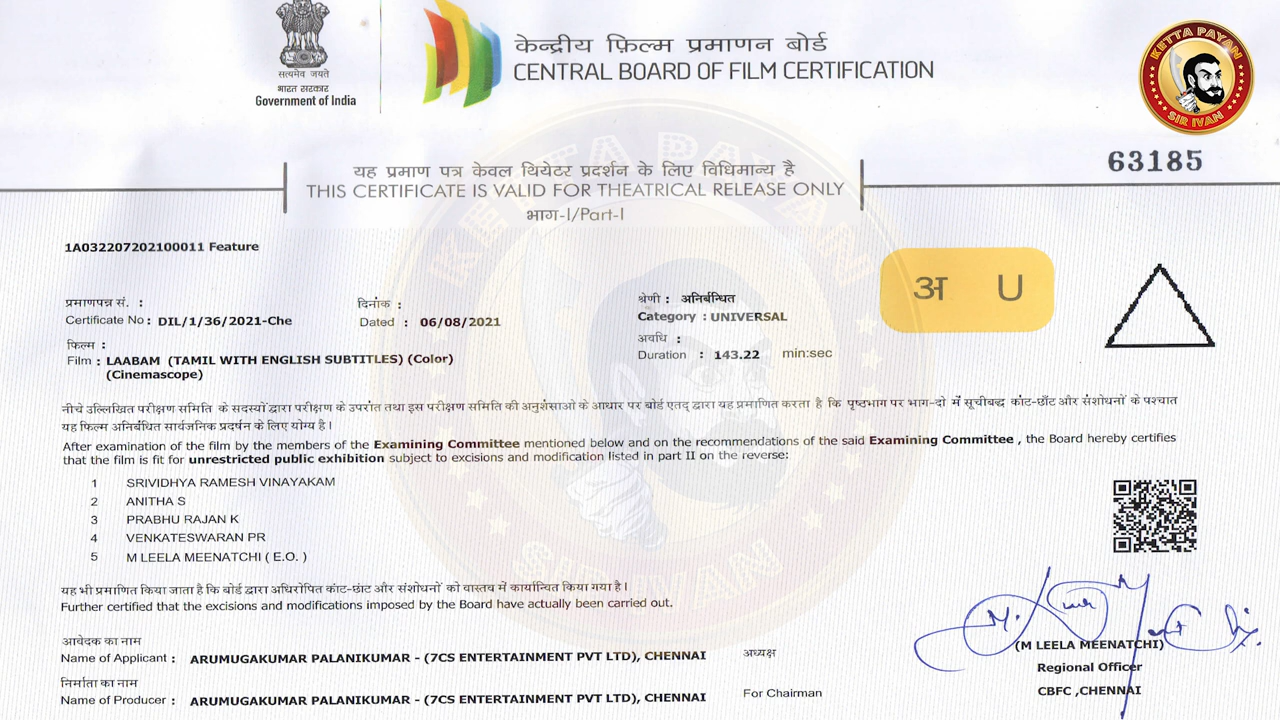 सत्यमेव जयते
भारत सरकार
Government of India
केन्द्रीय फ़िल्म प्रमाणन बोर्ड
CENTRAL BOARD OF FILM CERTIFICATION
KETTA PAYAN
SIR IVAN
63185
यह प्रमाण पत्र केवल थियेटर प्रदर्शन के लिए विधिमान्य है
THIS CERTIFICATE IS VALID FOR THEATRICAL RELEASE ONLY
भाग-I/Part-I
1A032207202100011 Feature
अ U
प्रमाणपत्र सं. :
दिनांक :
श्रेणी : अनिर्बन्धित
Certificate No : DIL/1/36/2021-Che
Dated : 06/08/2021
Category : UNIVERSAL
फिल्म :
अवधि :
Film : LAABAM (TAMIL WITH ENGLISH SUBTITLES) (Color)
(Cinemascope)
Duration : 143.22 min:sec
नीचे उल्लिखित परीक्षण समिति के सदस्यों द्वारा परीक्षण के उपरांत तथा इस परीक्षण समिति की अनुशंसाओं के आधार पर बोर्ड एतद् द्वारा यह प्रमाणित करता है कि पृष्ठभाग पर भाग-दो में सूचीबद्ध कांट-छाँट और संशोधनों के पश्चात
यह फिल्म अनिर्बंधित सार्वजनिक प्रदर्शन के लिए योग्य है।
After examination of the film by the members of the Examining Committee mentioned below and on the recommendations of the said Examining Committee , the Board hereby certifies
that the film is fit for unrestricted public exhibition subject to excisions and modification listed in part II on the reverse:
1 SRIVIDHYA RAMESH VINAYAKAM
2 ANITHA S
3 PRABHU RAJAN K
4 VENKATESWARAN PR
5 M LEELA MEENATCHI ( E.O. )
यह भी प्रमाणित किया जाता है कि बोर्ड द्वारा अधिरोपित कांट-छांट और संशोधनों को वास्तव में कार्यान्वित किया गया है।
Further certified that the excisions and modifications imposed by the Board have actually been carried out.
आवेदक का नाम
Name of Applicant : ARUMUGAKUMAR PALANIKUMAR - (7CS ENTERTAINMENT PVT LTD), CHENNAI
अध्यक्ष
निर्माता का नाम
Name of Producer : ARUMUGAKUMAR PALANIKUMAR - (7CS ENTERTAINMENT PVT LTD), CHENNAI
For Chairman
(M LEELA MEENATCHI)
Regional Officer
CBFC ,CHENNAI
KETTA PAYAN
SIR IVAN